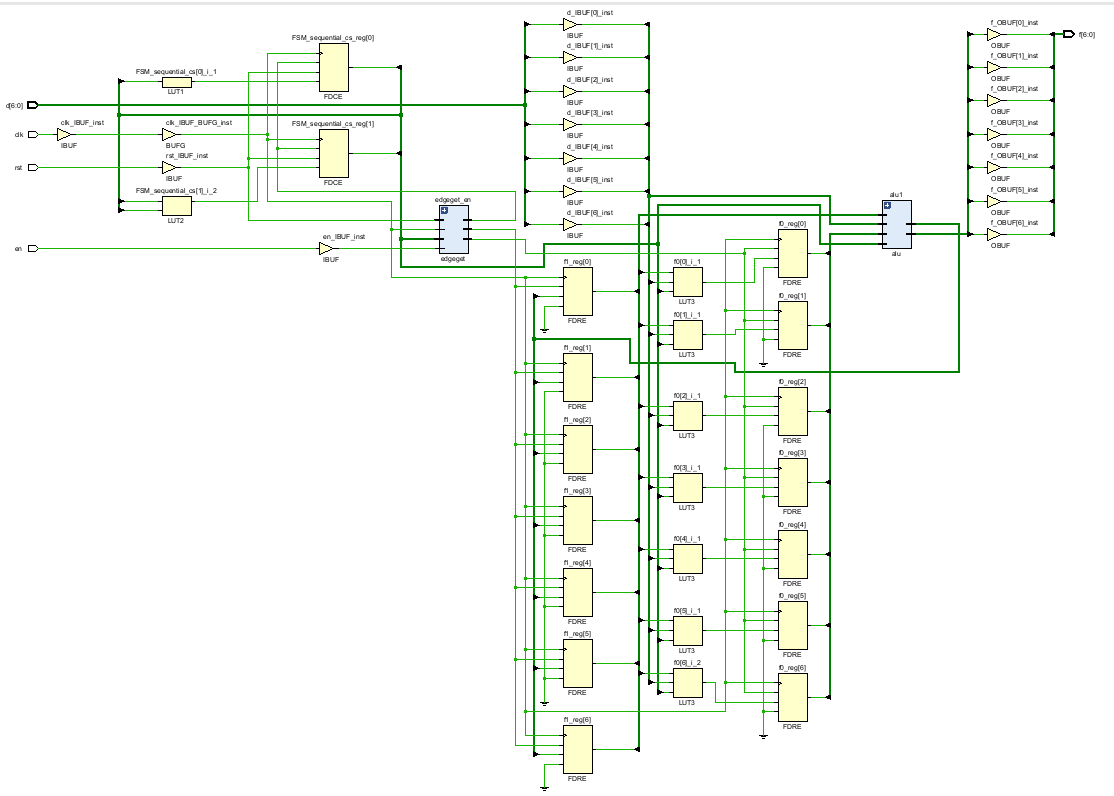 d_IBUF[0]_inst
IBUF
d_IBUF[1]_inst
IBUF
d_IBUF[2]_inst
IBUF
d_IBUF[3]_inst
IBUF
d_IBUF[4]_inst
IBUF
d_IBUF[5]_inst
IBUF
d_IBUF[6]_inst
IBUF
f_OBUF[0]_inst
OBUF
f[6:0]
f_OBUF[1]_inst
OBUF
f_OBUF[2]_inst
OBUF
f_OBUF[3]_inst
OBUF
f_OBUF[4]_inst
OBUF
f_OBUF[5]_inst
OBUF
f_OBUF[6]_inst
OBUF
FSM_sequential_cs_reg[0]
FDCE
FSM_sequential_cs[0]_i_1
LUT1
d[6:0]
clk
clk_IBUF_inst
IBUF
clk_IBUF_BUFG_inst
BUFG
FSM_sequential_cs_reg[1]
FDCE
rst
rst_IBUF_inst
IBUF
FSM_sequential_cs[1]_i_2
LUT2
en
en_IBUF_inst
IBUF
edgeget_en
edgeget
alu1
alu
f1_reg[0]
FDRE
f1_reg[1]
FDRE
f1_reg[2]
FDRE
f1_reg[3]
FDRE
f1_reg[4]
FDRE
f1_reg[5]
FDRE
f1_reg[6]
FDRE
f0[0]_i_1
LUT3
f0[1]_i_1
LUT3
f0[2]_i_1
LUT3
f0[3]_i_1
LUT3
f0[4]_i_1
LUT3
f0[5]_i_1
LUT3
f0[6]_i_2
LUT3
f0_reg[0]
FDRE
f0_reg[1]
FDRE
f0_reg[2]
FDRE
f0_reg[3]
FDRE
f0_reg[4]
FDRE
f0_reg[5]
FDRE
f0_reg[6]
FDRE